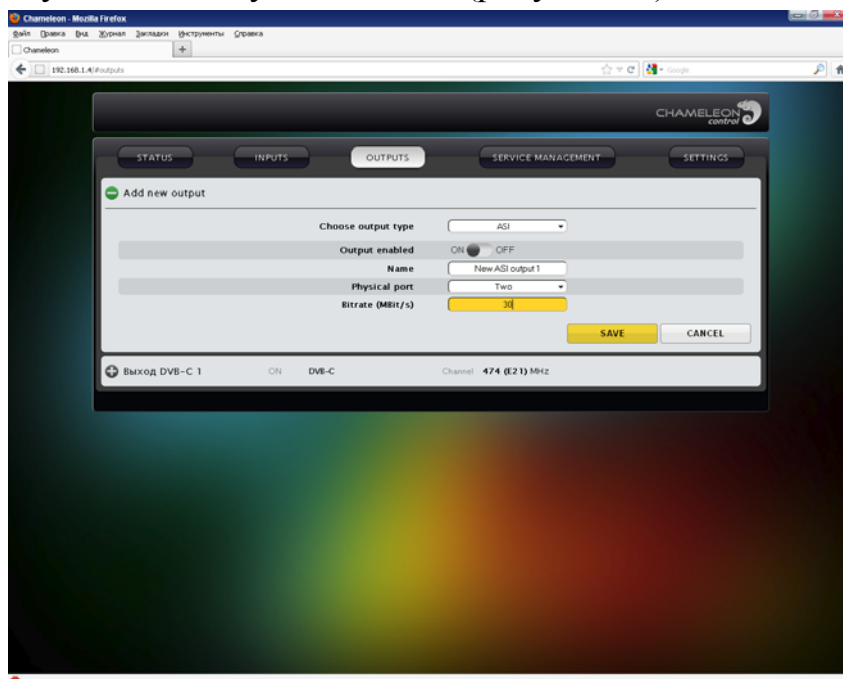 Chameleon - Mozilla Firefox
Файл Правка Вид Журнал Закладки Инструменты Справка
Chameleon +
192.168.1.4/#outputs Google
CHAMELEON
control
STATUS INPUTS OUTPUTS SERVICE MANAGEMENT SETTINGS
Add new output
Choose output type ASI
Output enabled ON OFF
Name New ASI output 1
Physical port Two
Bitrate (MBit/s) 30
SAVE CANCEL
Выход DVB-C 1 ON DVB-C Channel 474 (E21) MHz